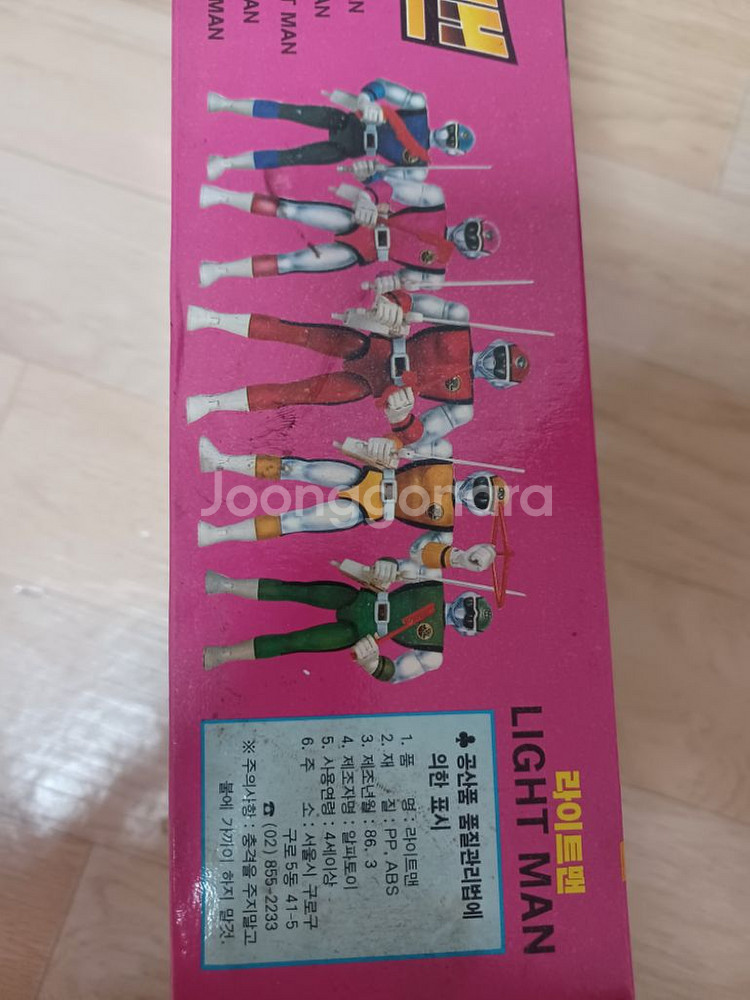 MAN
MAN
T MAN
AN
N
맨
Joonggonara
라이트맨
LIGHT MAN
♣ 공산품 품질관리법에
의한 표시
1. 품 명 : 라이트맨
2. 재 질 : PP, ABS
3. 제조년월 : 86. 3
4. 제조자명 : 알파토이
5. 사용연령 : 4세이상
6. 주 소 : 서울시 구로구
구로5동 41-5
☎ (02) 855-2233
※ 주의사항 : 충격을 주지말고
불에 가까이 하지 말것.